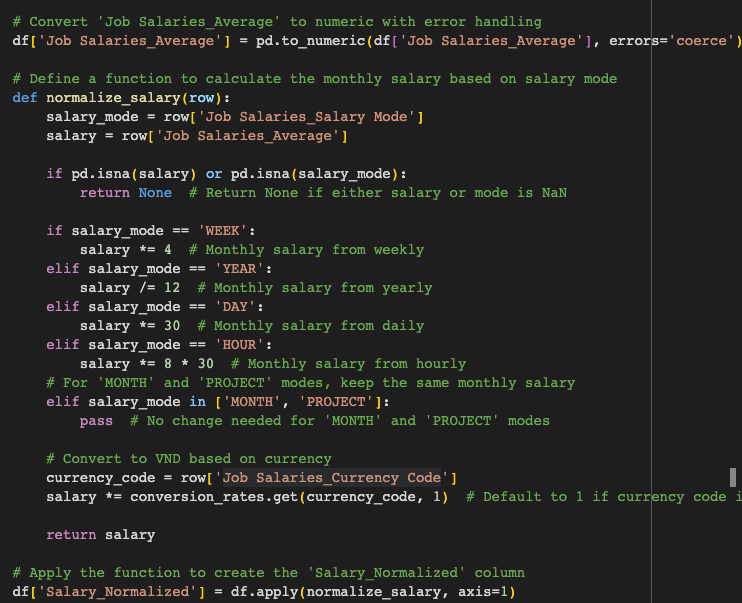 # Convert 'Job Salaries_Average' to numeric with error handling
df['Job Salaries_Average'] = pd.to_numeric(df['Job Salaries_Average'], errors='coerce')
# Define a function to calculate the monthly salary based on salary mode
def normalize_salary(row):
    salary_mode = row['Job Salaries_Salary Mode']
    salary = row['Job Salaries_Average']
    if pd.isna(salary) or pd.isna(salary_mode):
        return None  # Return None if either salary or mode is NaN
    if salary_mode == 'WEEK':
        salary *= 4  # Monthly salary from weekly
    elif salary_mode == 'YEAR':
        salary /= 12  # Monthly salary from yearly
    elif salary_mode == 'DAY':
        salary *= 30  # Monthly salary from daily
    elif salary_mode == 'HOUR':
        salary *= 8 * 30  # Monthly salary from hourly
    # For 'MONTH' and 'PROJECT' modes, keep the same monthly salary
    elif salary_mode in ['MONTH', 'PROJECT']:
        pass  # No change needed for 'MONTH' and 'PROJECT' modes
    # Convert to VND based on currency
    currency_code = row['Job Salaries_Currency Code']
    salary *= conversion_rates.get(currency_code, 1)  # Default to 1 if currency code
    return salary
# Apply the function to create the 'Salary_Normalized' column
df['Salary_Normalized'] = df.apply(normalize_salary, axis=1)